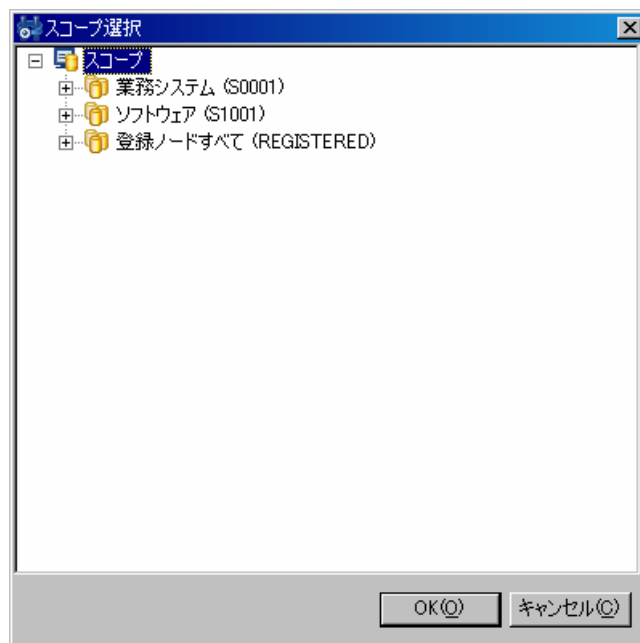 スコープ選択
スコープ
業務システム (S0001)
ソフトウェア (S1001)
登録ノードすべて (REGISTERED)
OK(O) キャンセル(C)